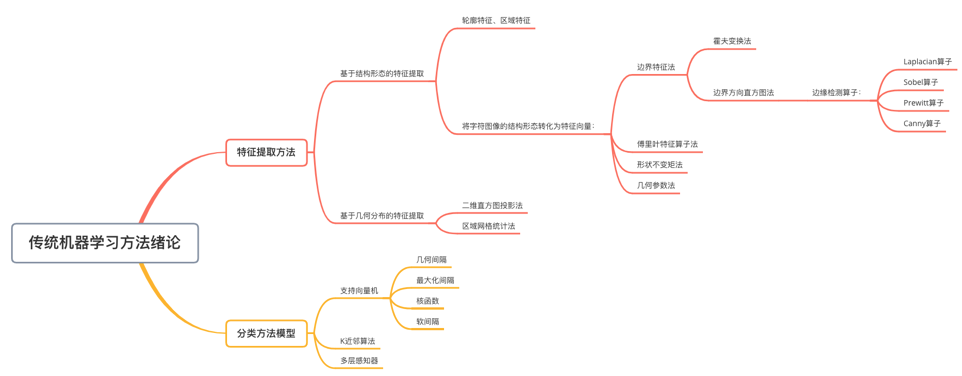 传统机器学习方法绪论
特征提取方法
基于结构形态的特征提取
轮廓特征、区域特征
将字符图像的结构形态转化为特征向量：
边界特征法
霍夫变换法
边界方向直方图法
边缘检测算子：
Laplacian算子
Sobel算子
Prewitt算子
Canny算子
傅里叶特征算子法
形状不变矩法
几何参数法
基于几何分布的特征提取
二维直方图投影法
区域网格统计法
分类方法模型
支持向量机
几何间隔
最大化间隔
核函数
软间隔
K近邻算法
多层感知器